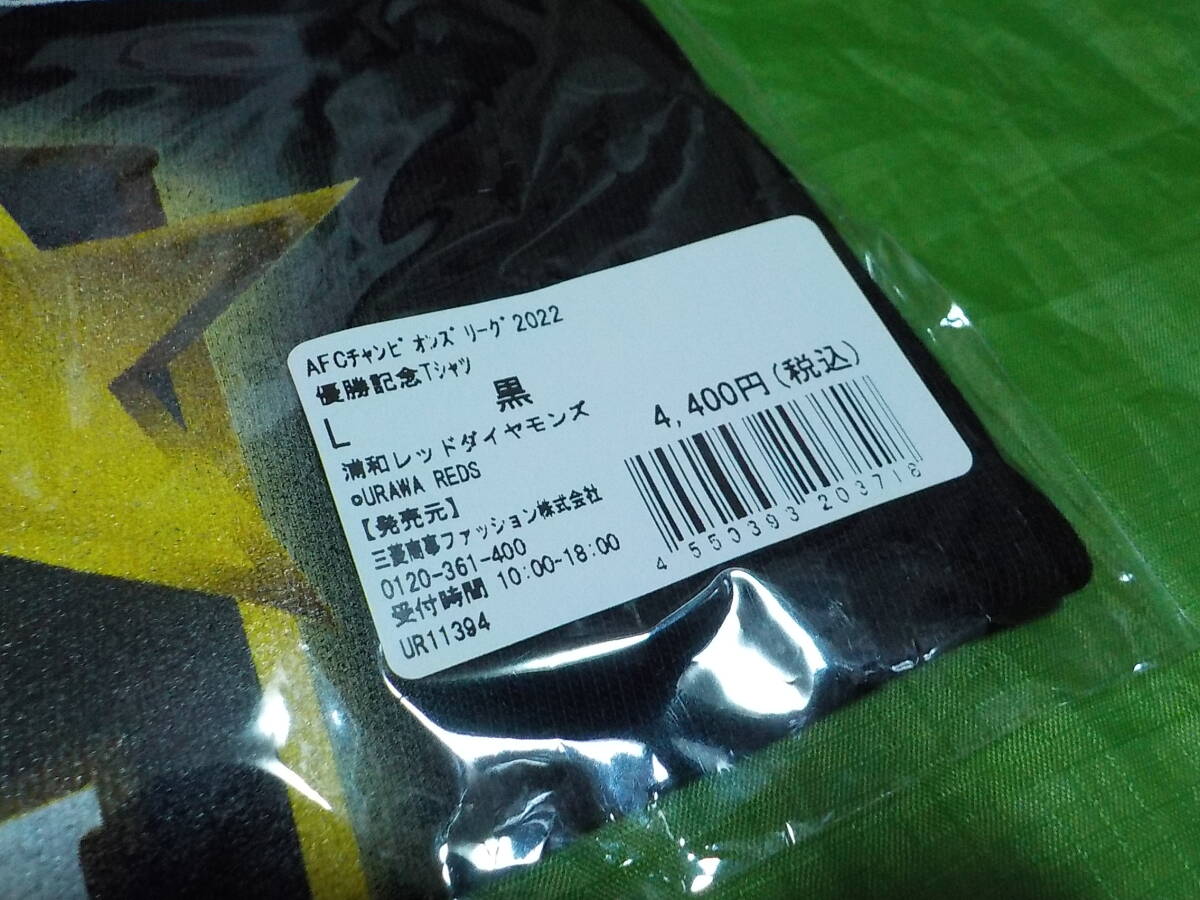 AFCチャンピオンズリーグ2022
優勝記念Tシャツ
L 黒
浦和レッドダイヤモンズ
©URAWA REDS
4,400円(税込)
【発売元】
三菱商事ファッション株式会社
0120-361-400
受付時間 10:00-18:00
UR11394
4 550393 203718